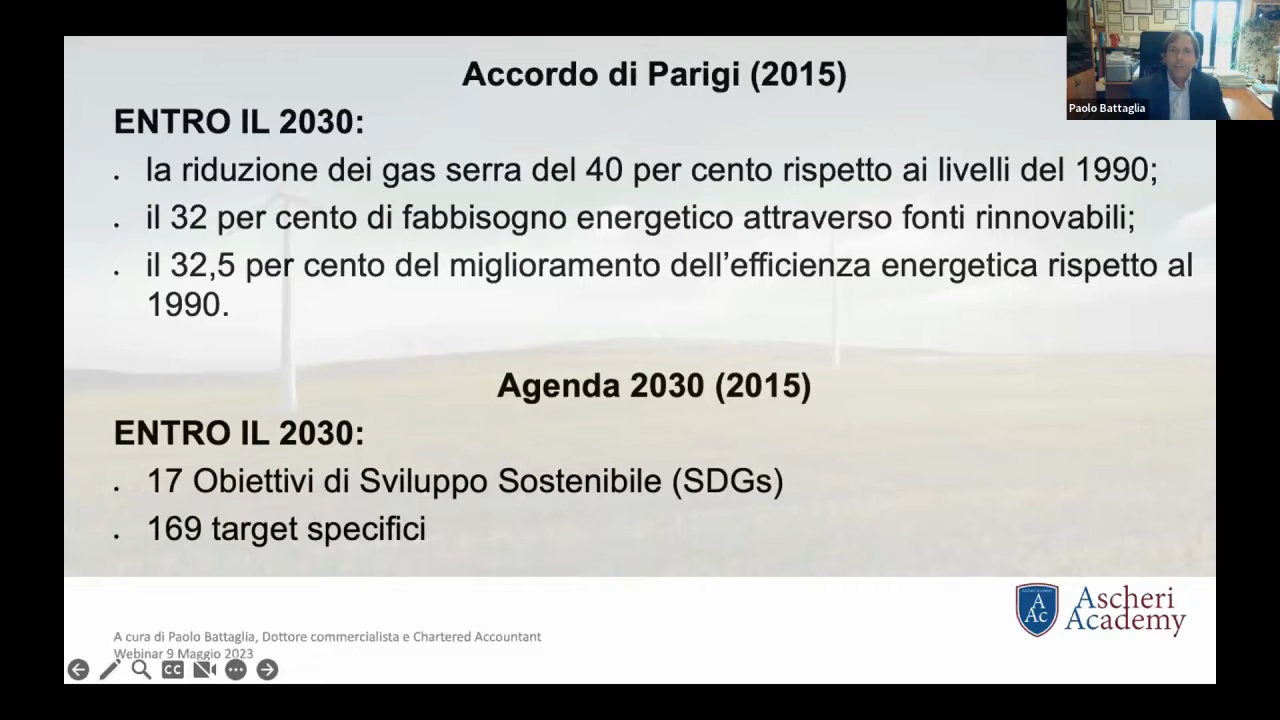 Accordo di Parigi (2015)
Paolo Battaglia
ENTRO IL 2030:
. la riduzione dei gas serra del 40 per cento rispetto ai livelli del 1990;
. il 32 per cento di fabbisogno energetico attraverso fonti rinnovabili;
. il 32,5 per cento del miglioramento dell’efficienza energetica rispetto al
1990.
Agenda 2030 (2015)
ENTRO IL 2030:
. 17 Obiettivi di Sviluppo Sostenibile (SDGs)
. 169 target specifici
A
Ac
Ascheri
Academy
A cura di Paolo Battaglia, Dottore commercialista e Chartered Accountant
Webinar 9 Maggio 2023
CC